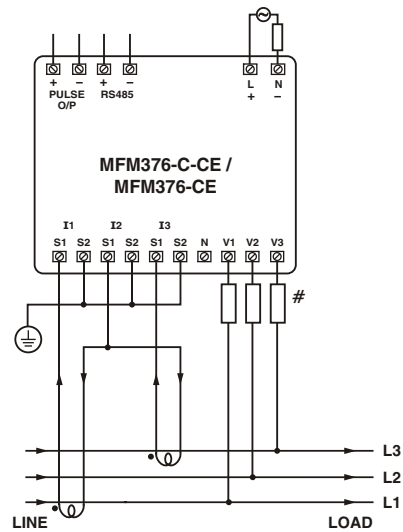 + − + −
PULSE O/P RS485
L N
+ −
MFM376-C-CE /
MFM376-CE
I1 I2 I3
S1 S2 S1 S2 S1 S2 N V1 V2 V3
#
L3
L2
L1
LINE LOAD